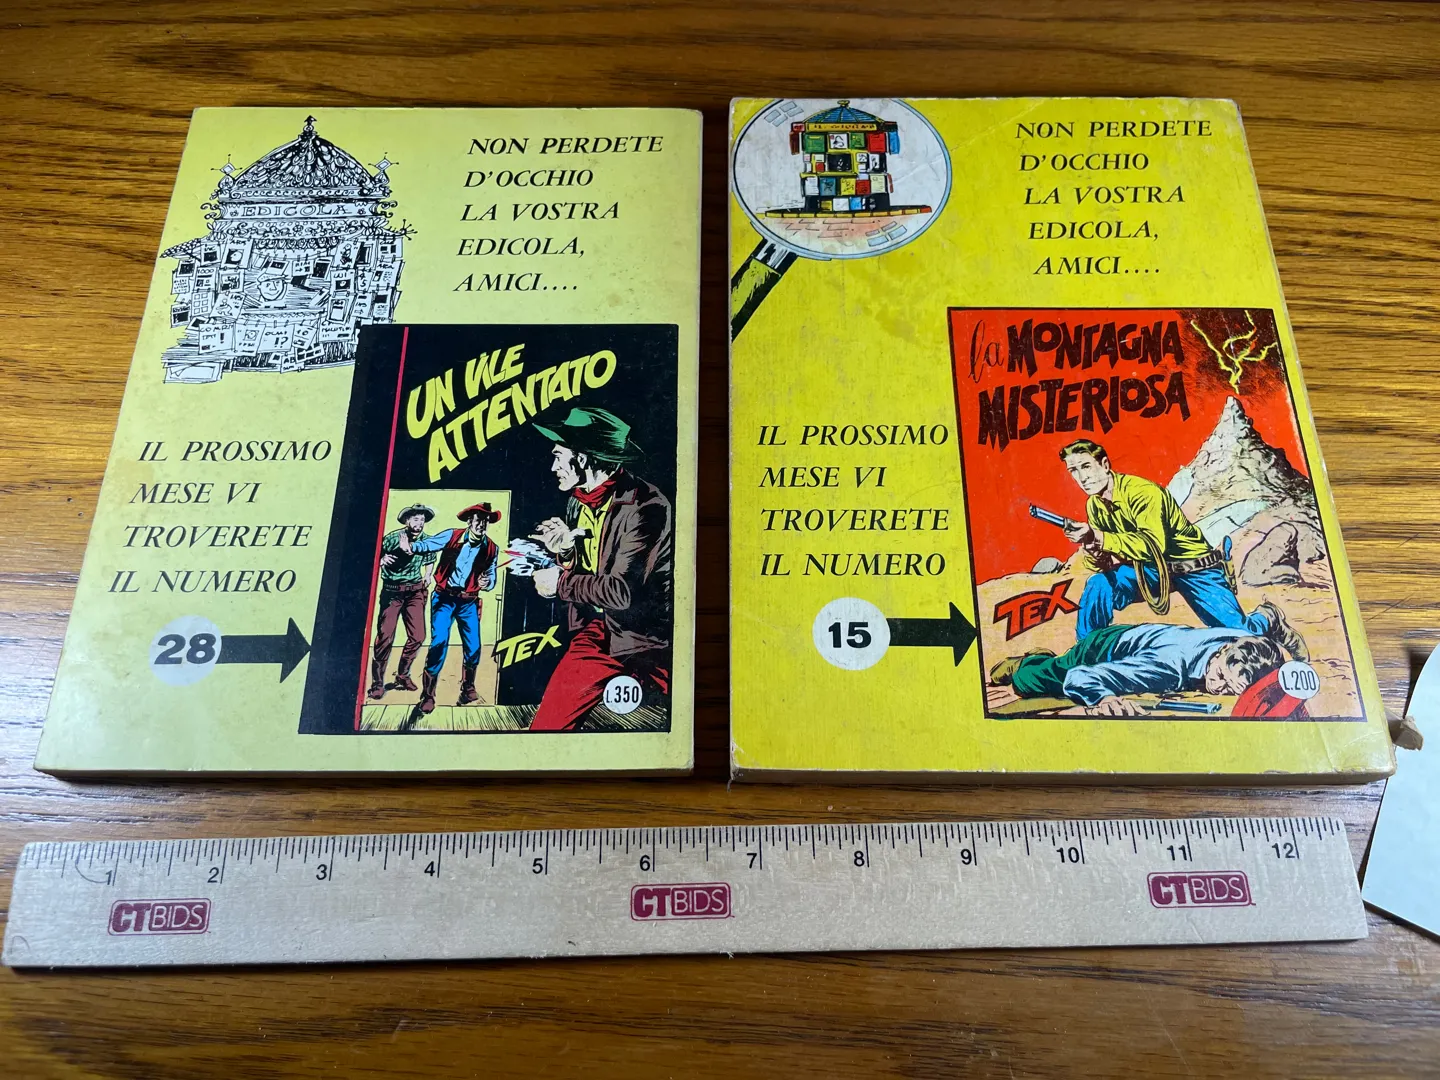 EDICOLA
NON PERDETE
D'OCCHIO
LA VOSTRA
EDICOLA,
AMICI....
UN VILE
ATTENTATO
IL PROSSIMO
MESE VI
TROVERETE
IL NUMERO
28
TEX
L.350
NON PERDETE
D'OCCHIO
LA VOSTRA
EDICOLA,
AMICI....
la MONTAGNA
MISTERIOSA
IL PROSSIMO
MESE VI
TROVERETE
IL NUMERO
15
TEX
L.200
1 2 3 4 5 6 7 8 9 10 11 12
CTBIDS CTBIDS CTBIDS